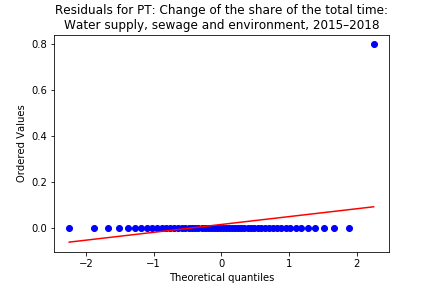 Residuals for PT: Change of the share of the total time:
Water supply, sewage and environment, 2015–2018
0.8
0.6
0.4
0.2
0.0
Ordered Values
−2
−1
0
1
2
Theoretical quantiles